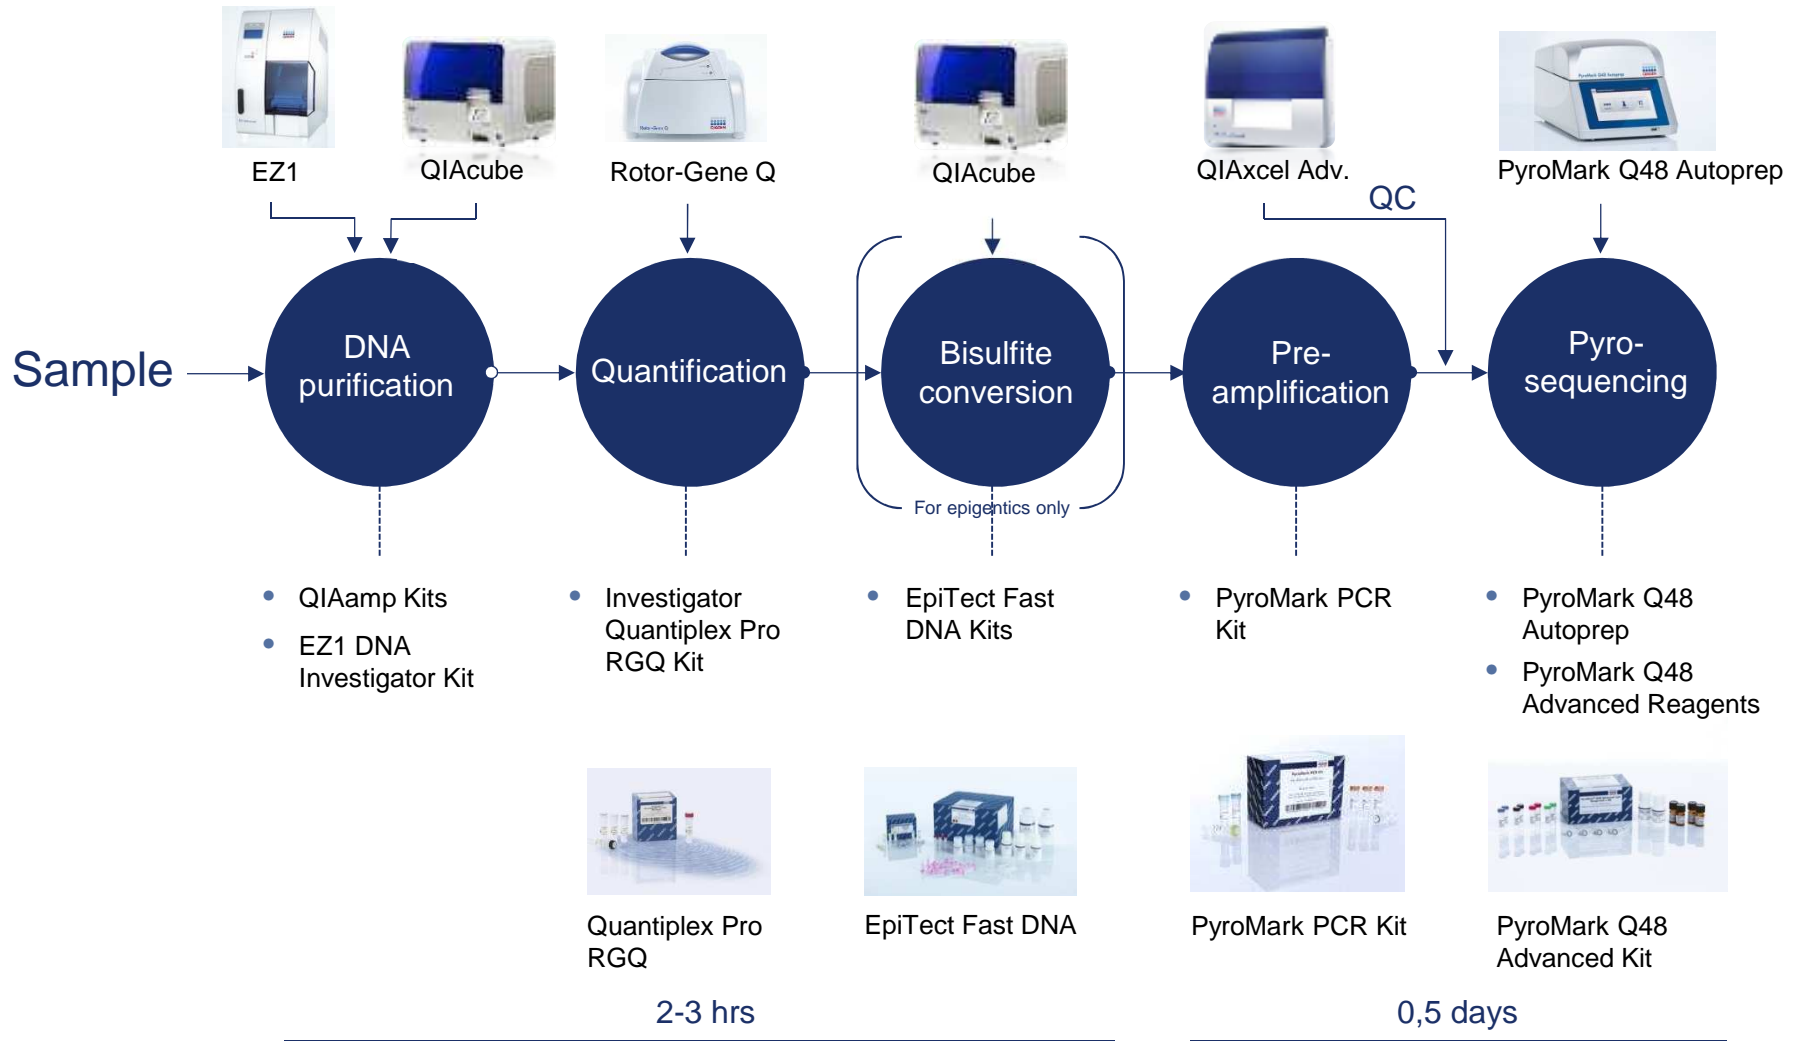 EZ1
QIAcube
Rotor-Gene Q
QIAcube
QIAxcel Adv.
PyroMark Q48 Autoprep
QC
Sample
DNA
purification
Quantification
Bisulfite
conversion
Pre-
amplification
Pyro-
sequencing
For epigentics only
QIAamp Kits
EZ1 DNA
Investigator Kit
Investigator
Quantiplex Pro
RGQ Kit
EpiTect Fast
DNA Kits
PyroMark PCR
Kit
PyroMark Q48
Autoprep
PyroMark Q48
Advanced Reagents
Quantiplex Pro
RGQ
EpiTect Fast DNA
PyroMark PCR Kit
PyroMark Q48
Advanced Kit
2-3 hrs
0,5 days